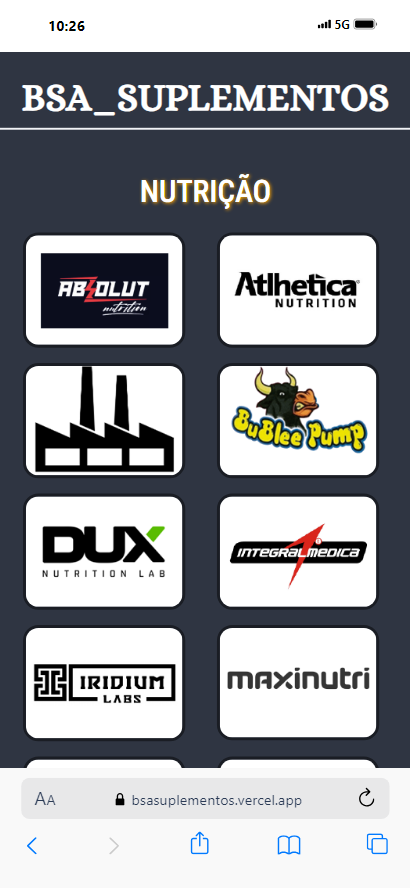 10:26
5G
BSA_SUPLEMENTOS
NUTRIÇÃO
ABSOLUT
nutrition
Atlhetica
NUTRITION
BuBlee Pump
DUX
NUTRITION LAB
INTEGRALMEDICA
IRIDIUM
LABS
maxinutri
AA
bsasuplementos.vercel.app